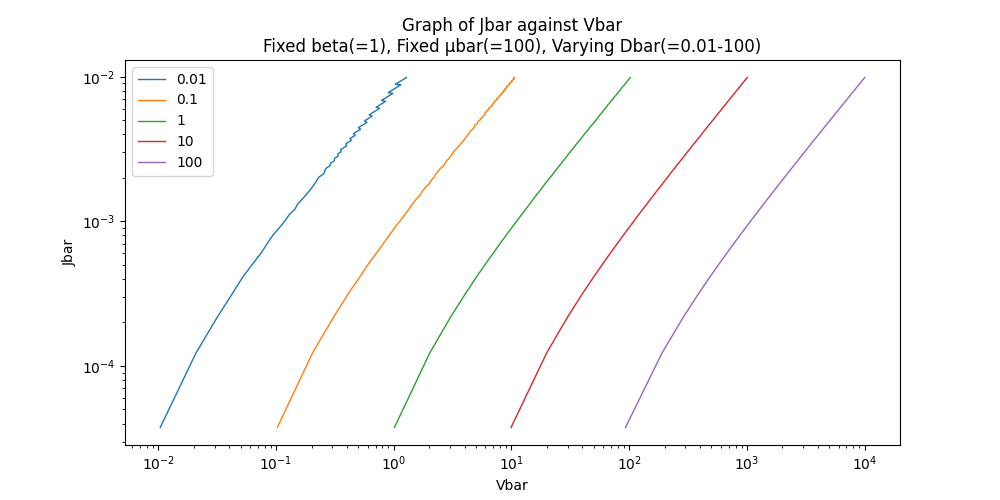 Graph of Jbar against Vbar
Fixed beta(=1), Fixed μbar(=100), Varying Dbar(=0.01-100)
0.01
0.1
1
10
100
10⁻²
10⁻³
10⁻⁴
Jbar
10⁻² 10⁻¹ 10⁰ 10¹ 10² 10³ 10⁴
Vbar